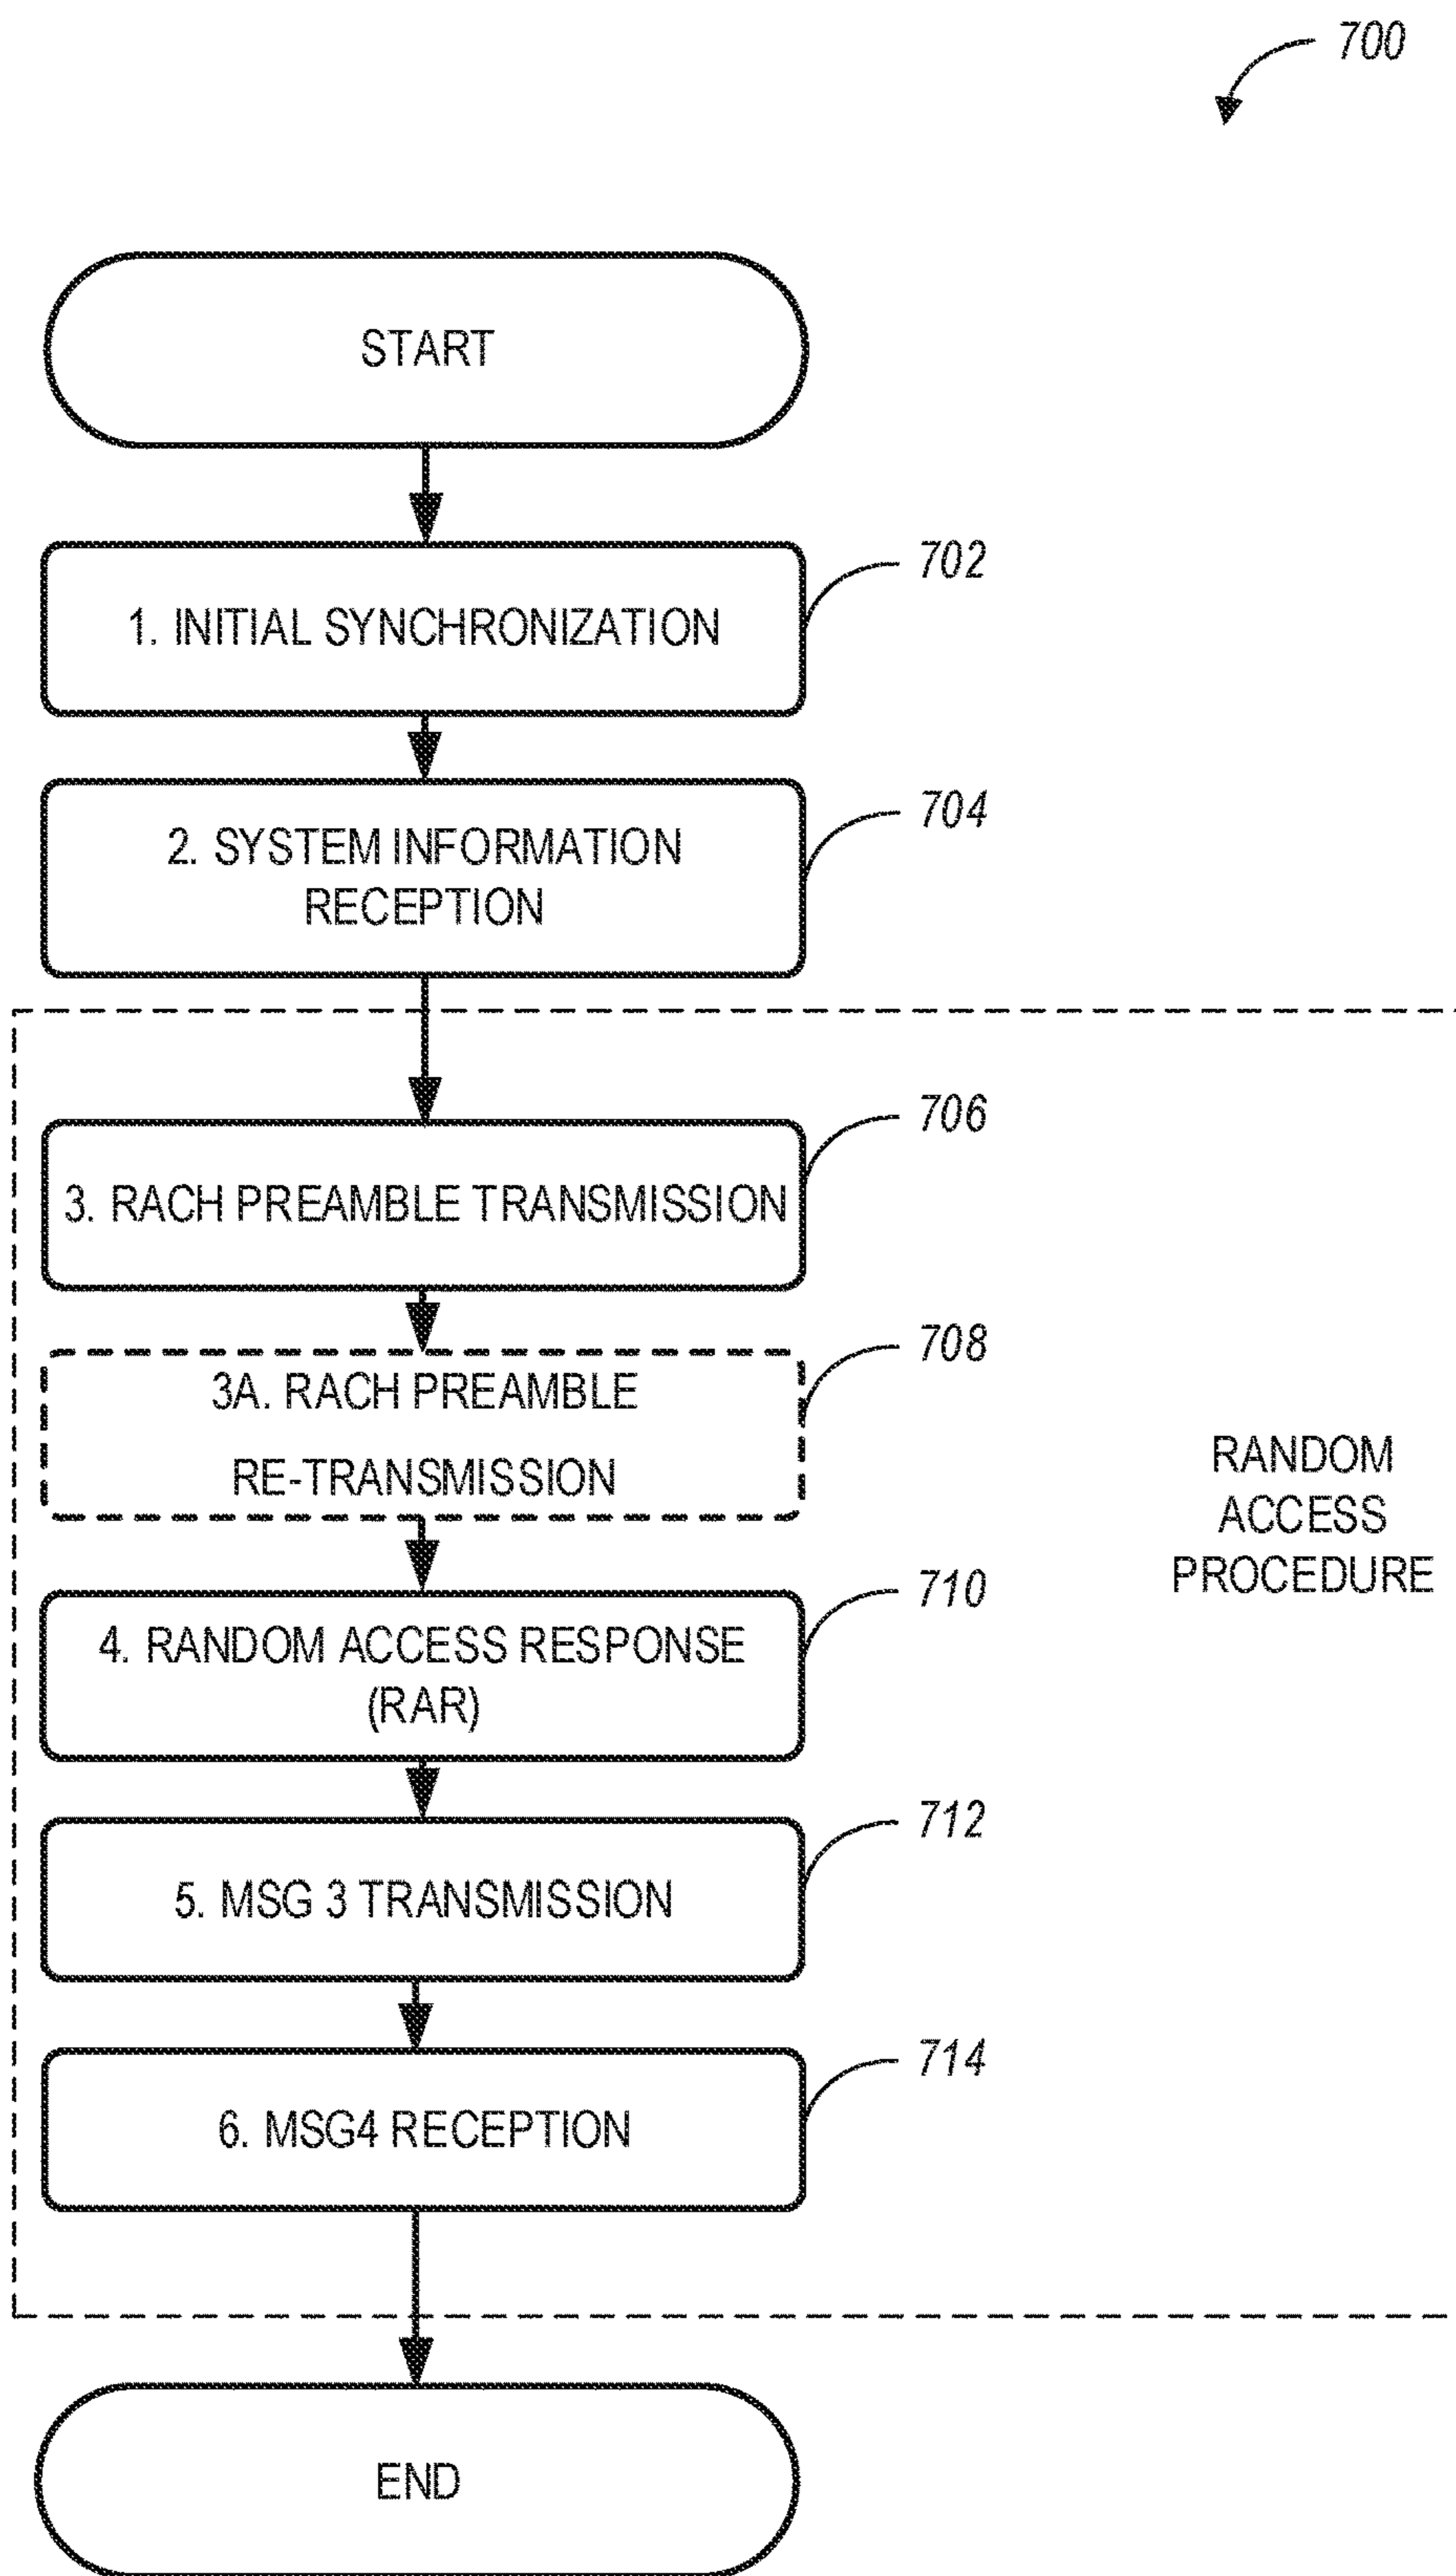 700
START
1. INITIAL SYNCHRONIZATION
702
2. SYSTEM INFORMATION
RECEPTION
704
3. RACH PREAMBLE TRANSMISSION
706
3A. RACH PREAMBLE
RE-TRANSMISSION
708
RANDOM
ACCESS
PROCEDURE
4. RANDOM ACCESS RESPONSE
(RAR)
710
5. MSG 3 TRANSMISSION
712
6. MSG4 RECEPTION
714
END